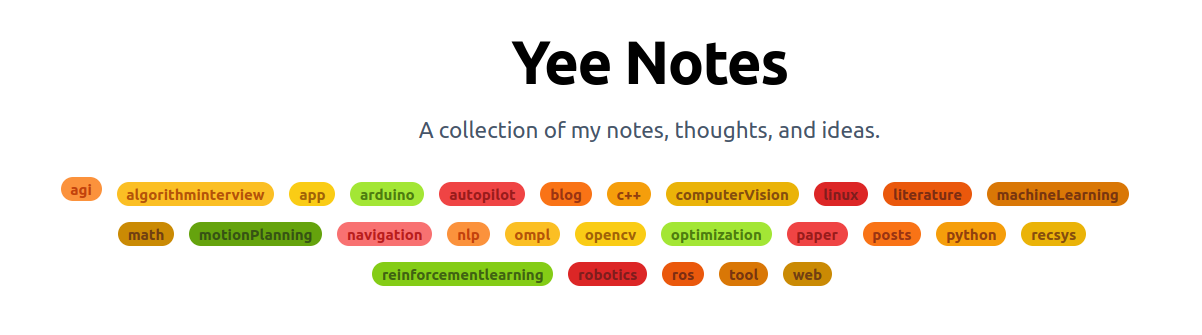 Yee Notes
A collection of my notes, thoughts, and ideas.
agi algorithminterview app arduino autopilot blog c++ computerVision linux literature machineLearning
math motionPlanning navigation nlp ompl opencv optimization paper posts python recsys
reinforcementlearning robotics ros tool web